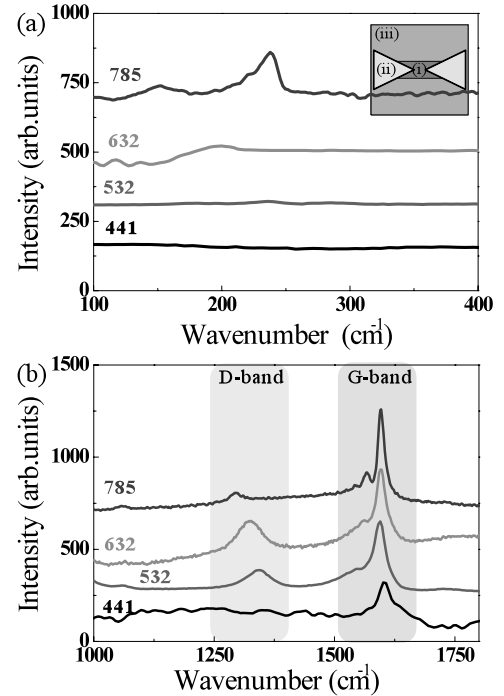 (a)
1000
750
500
250
0
Intensity (arb.units)
785
632
532
441
(iii)
(ii)
(i)
100
200
300
400
Wavenumber (cm-1)
(b)
1500
1000
500
0
Intensity (arb.units)
D-band
G-band
785
632
532
441
1000
1250
1500
1750
Wavenumber (cm-1)